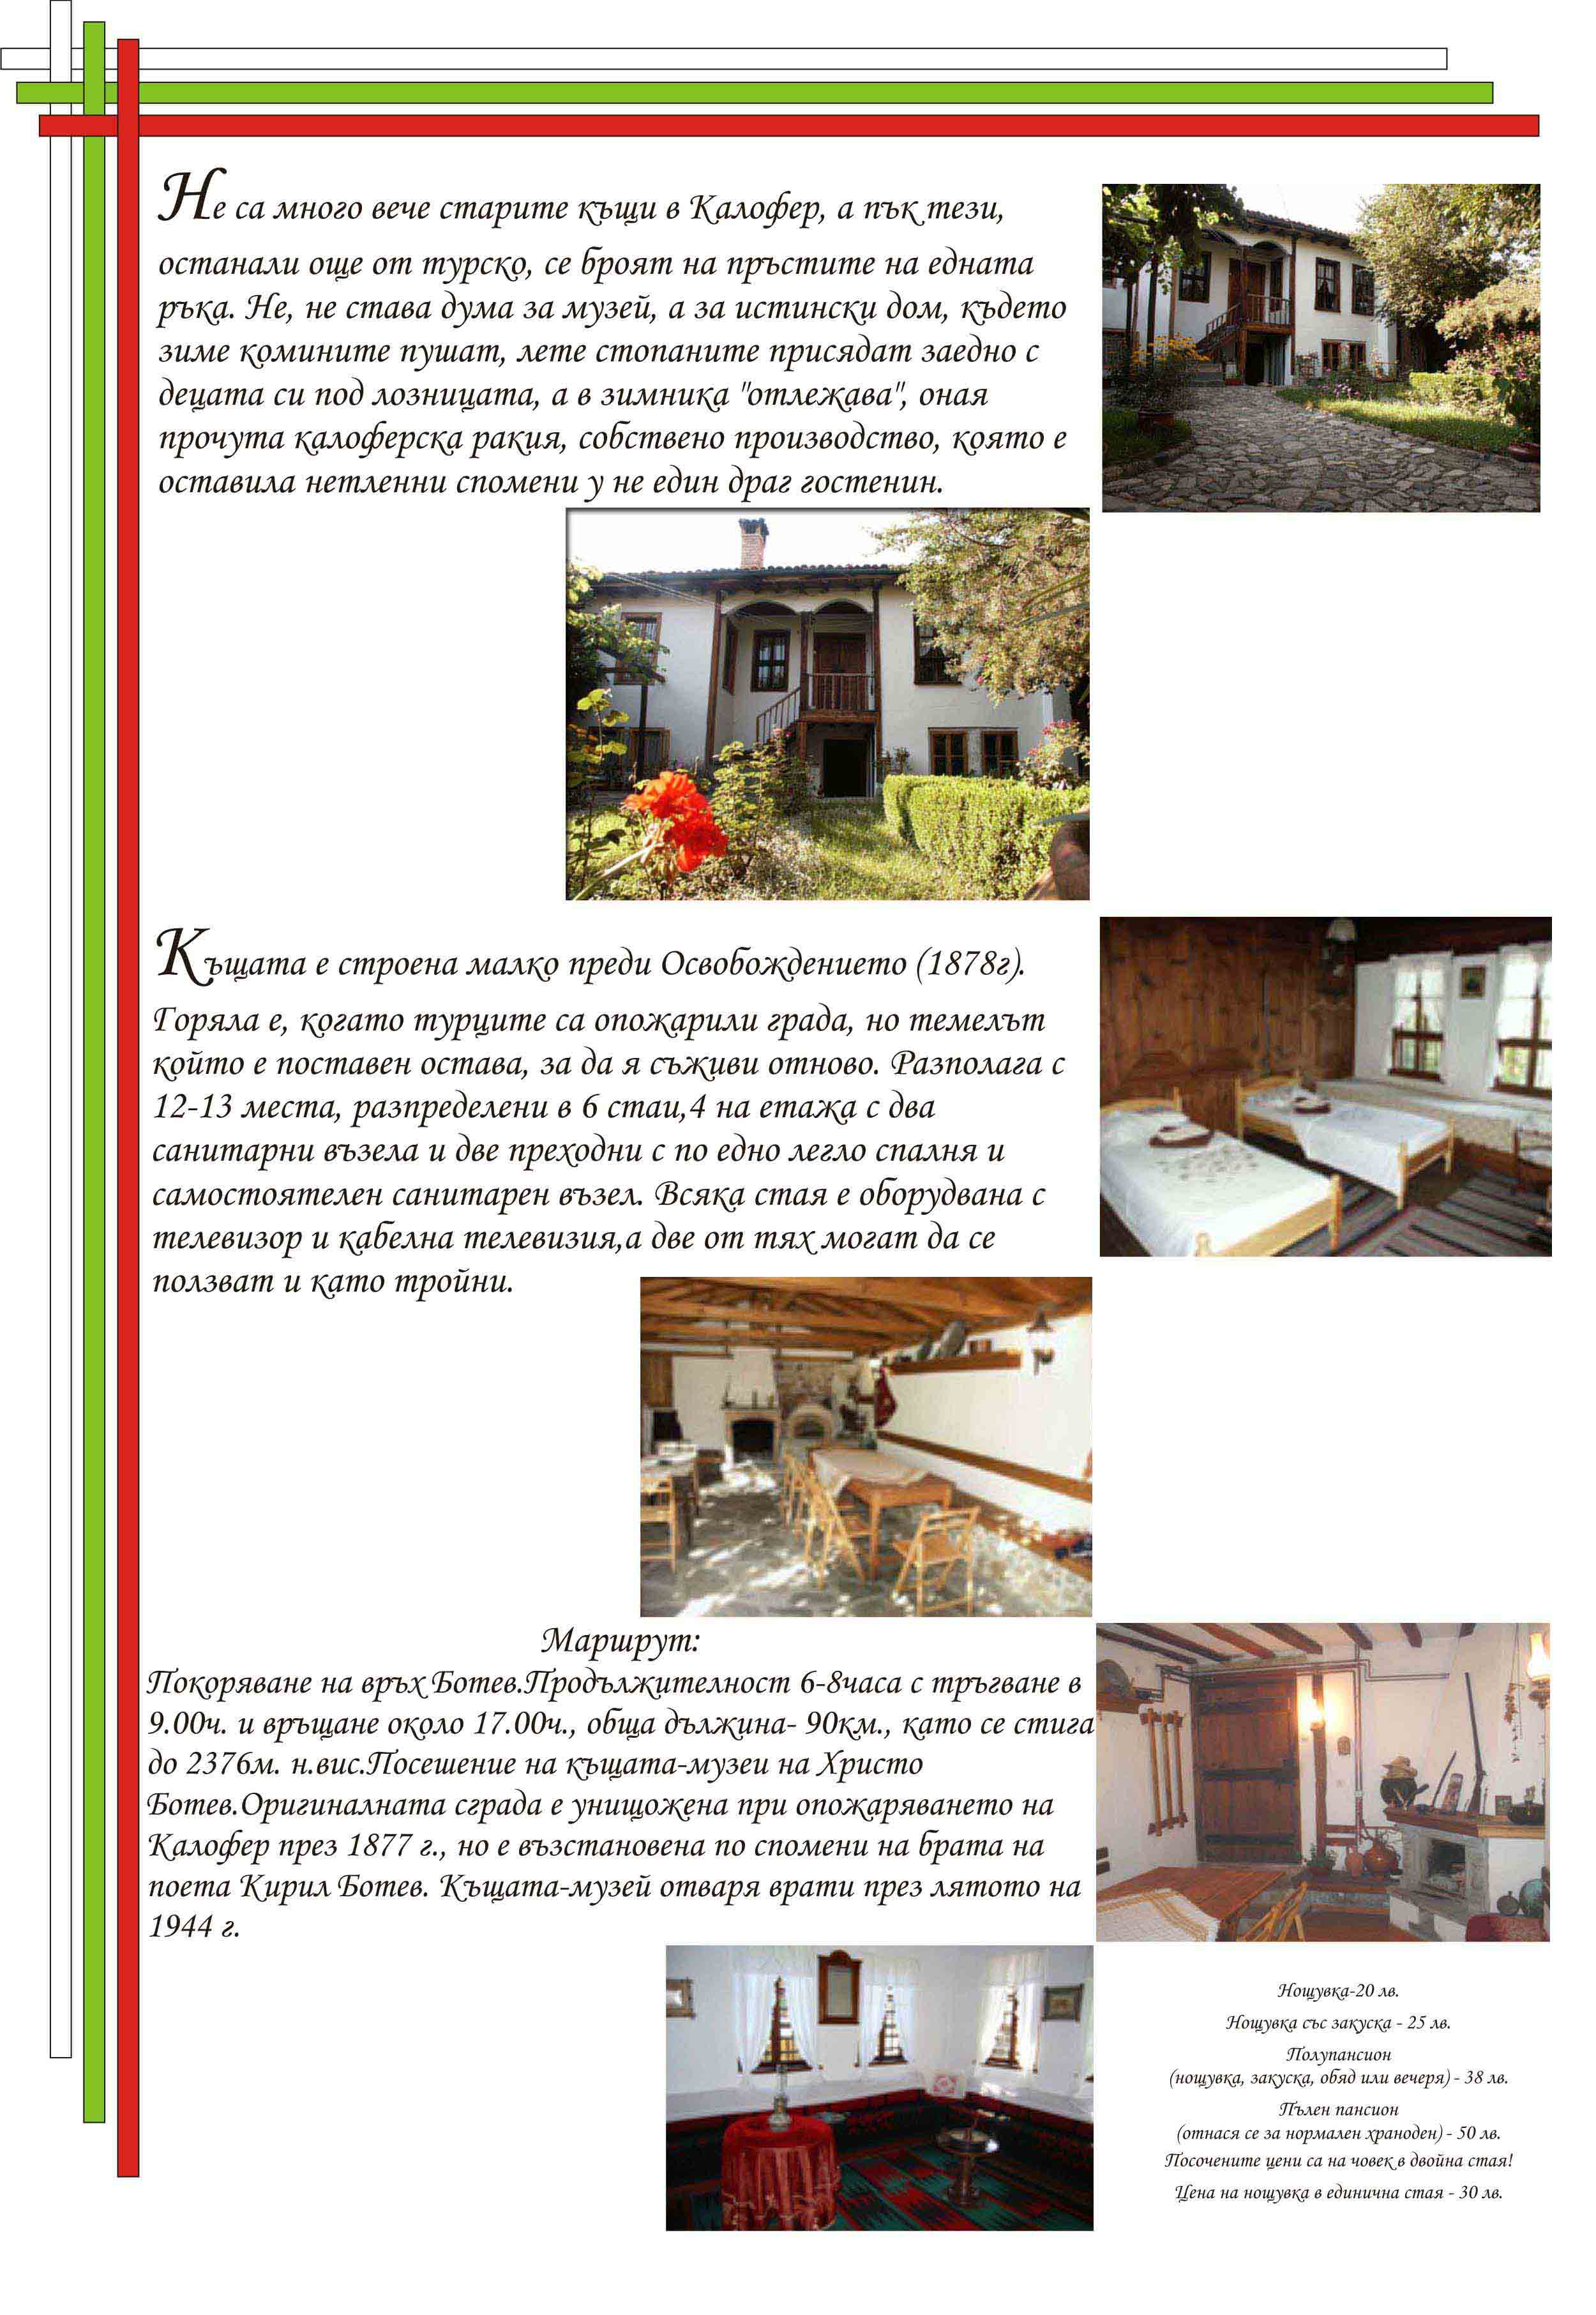 Не са много вече старите къщи в Калофер, а пък тези,
останали още от турско, се броят на пръстите на едната
ръка. Не, не става дума за музей, а за истински дом, където
зиме комините пушат, лете стопаните присядат заедно с
децата си под лозницата, а в зимника "отлежава", оная
прочута калоферска ракия, собствено производство, която е
оставила нетленни спомени у не един драг гостенин.
Къщата е строена малко преди Освобождението (1878г).
Горяла е, когато турците са опожарили града, но темелът
който е поставен остава, за да я съживи отново. Разполага с
12-13 места, разпределени в 6 стаи,4 на етажа с два
санитарни възела и две преходни с по едно легло спалня и
самостоятелен санитарен възел. Всяка стая е оборудвана с
телевизор и кабелна телевизия,а две от тях могат да се
ползват и като тройни.
Маршрут:
Покоряване на връх Ботев.Продължителност 6-8часа с тръгване в
9.00ч. и връщане около 17.00ч., обща дължина- 90км., като се стига
до 2376м. н.вис.Посешение на къщата-музеи на Христо
Ботев.Оригиналната сграда е унищожена при опожаряването на
Калофер през 1877 г., но е възстановена по спомени на брата на
поета Кирил Ботев. Къщата-музей отваря врати през лятото на
1944 г.
Нощувка-20 лв.
Нощувка със закуска - 25 лв.
Полупансион
(нощувка, закуска, обяд или вечеря) - 38 лв.
Пълен пансион
(отнася се за нормален храноден) - 50 лв.
Посочените цени са на човек в двойна стая!
Цена на нощувка в единична стая - 30 лв.